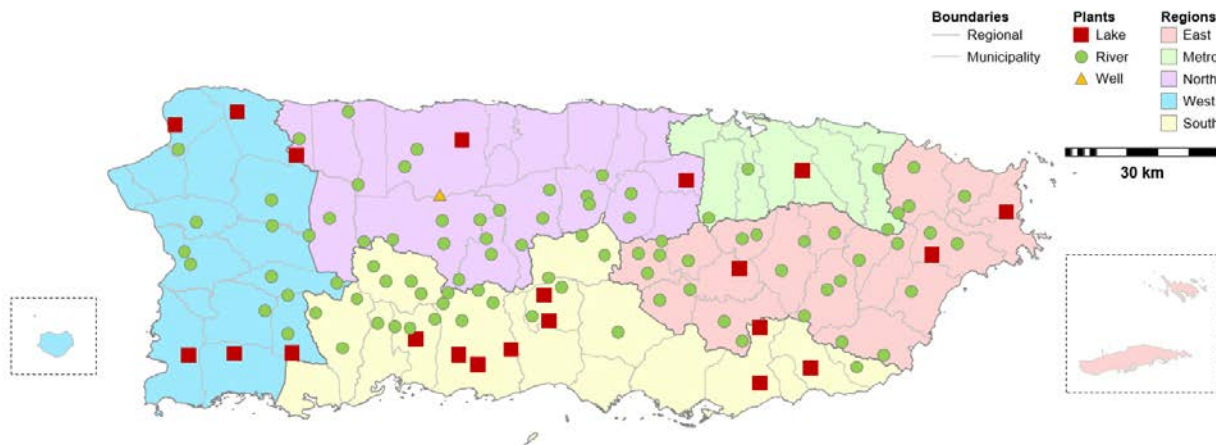 Boundaries
Regional
Municipality
Plants
Lake
River
Well
Regions
East
Metro
North
West
South
30 km